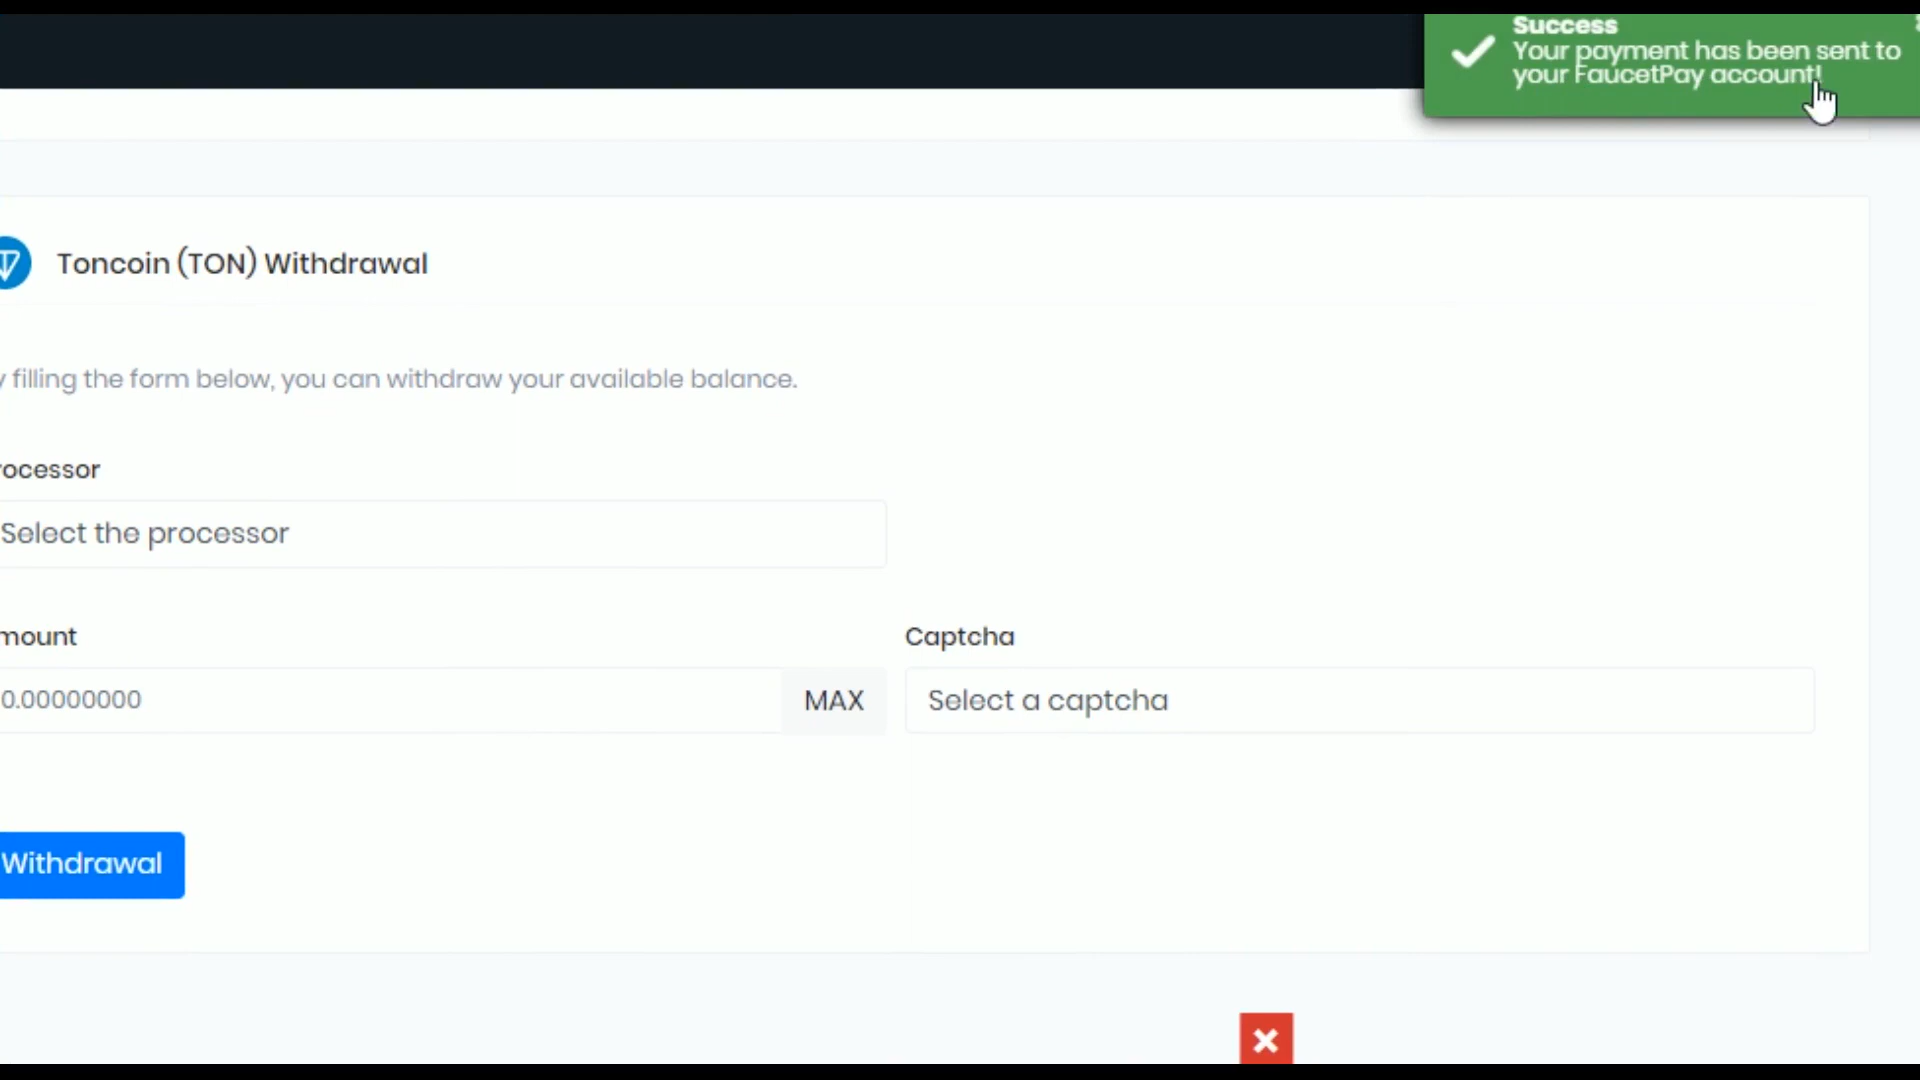 Success
Your payment has been sent to
your FaucetPay account!
Toncoin (TON) Withdrawal
filling the form below, you can withdraw your available balance.
ocessor
Select the processor
mount
Captcha
0.00000000
MAX
Select a captcha
Withdrawal